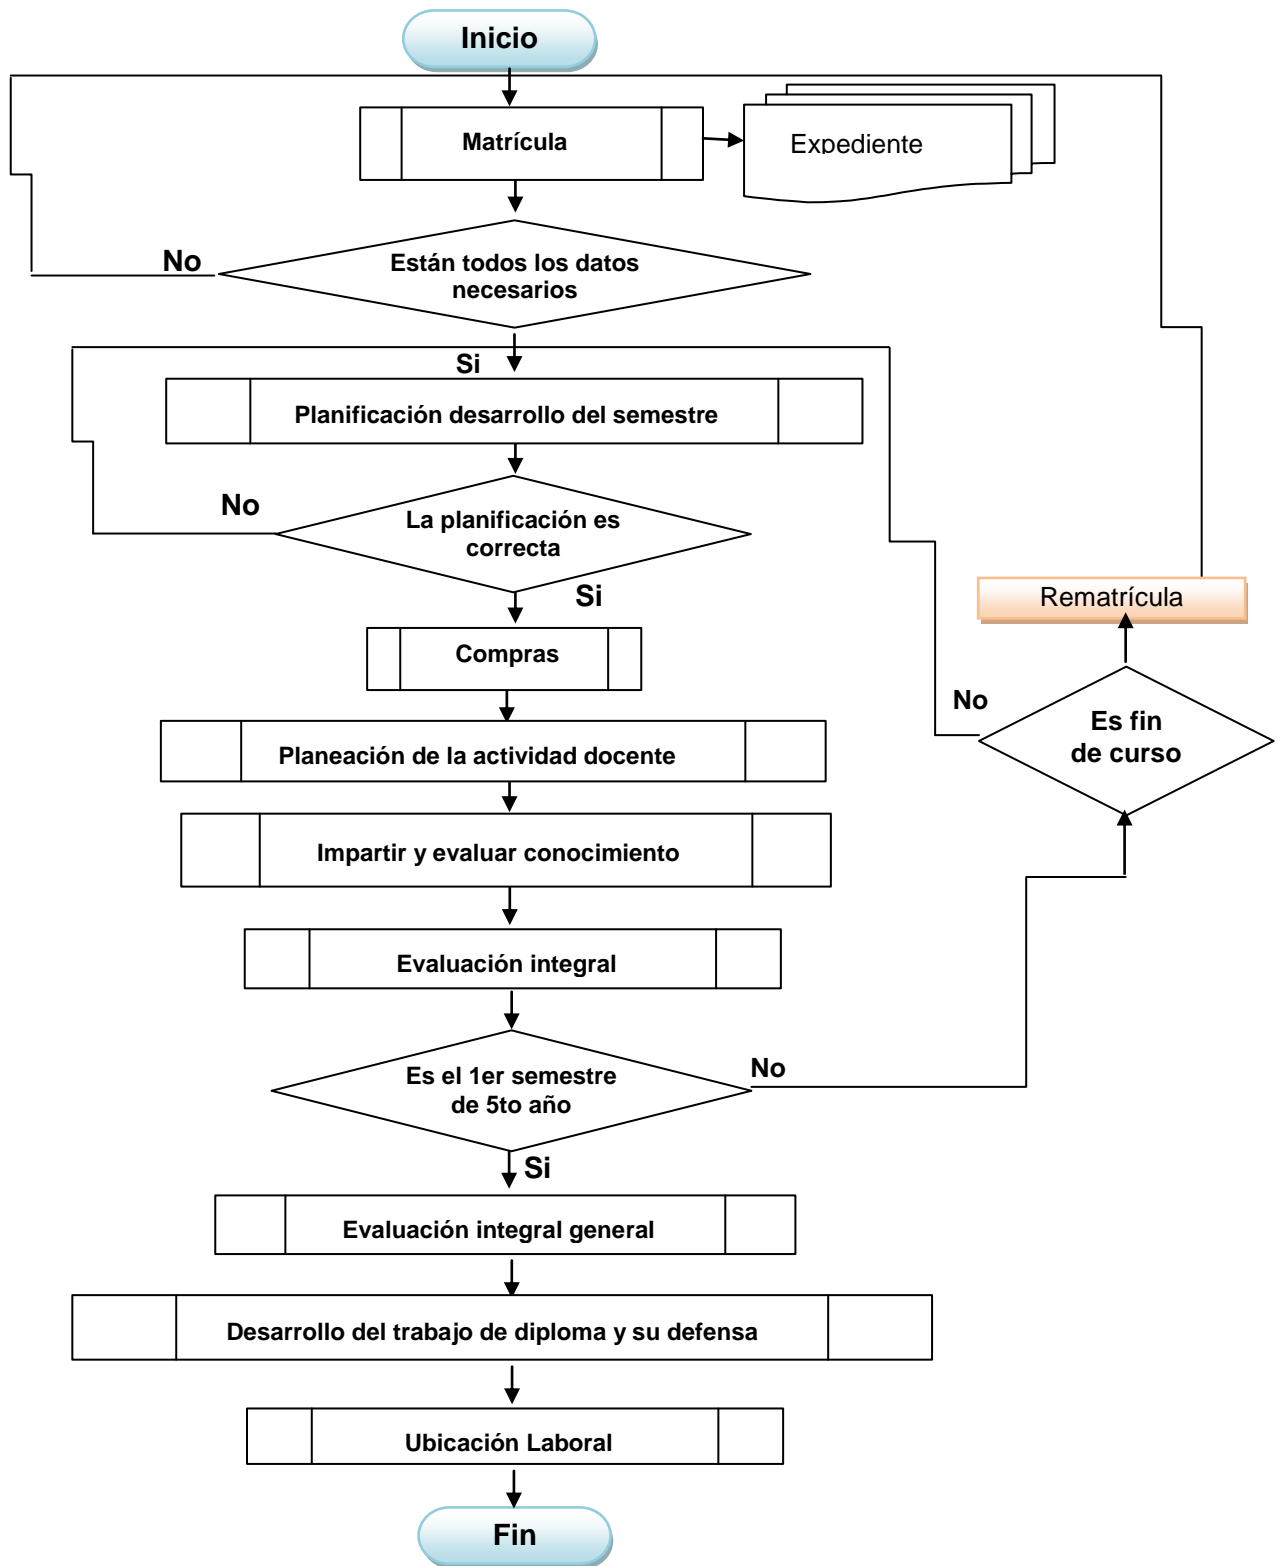 Inicio
Matrícula
Expediente
No
Están todos los datos
necesarios
Si
Planificación desarrollo del semestre
No
La planificación es
correcta
Si
Rematrícula
Compras
No
Es fin
de curso
Planeación de la actividad docente
Impartir y evaluar conocimiento
Evaluación integral
No
Es el 1er semestre
de 5to año
Si
Evaluación integral general
Desarrollo del trabajo de diploma y su defensa
Ubicación Laboral
Fin